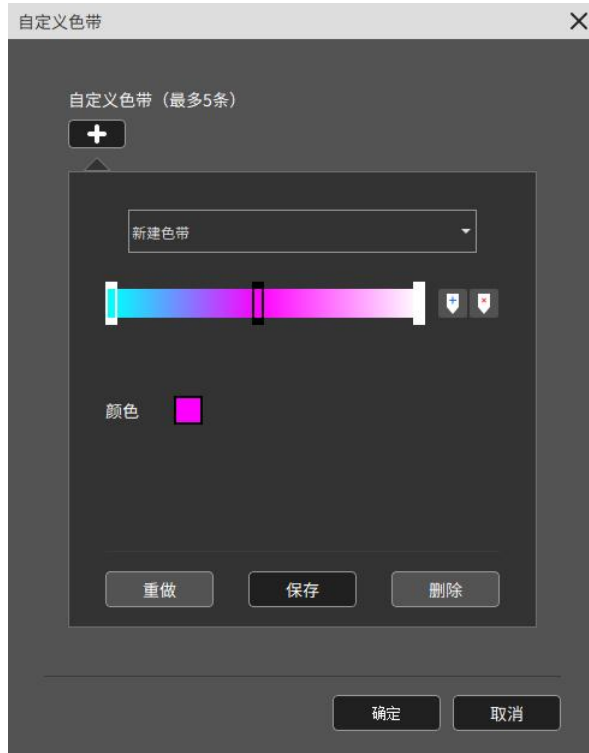 自定义色带
自定义色带（最多5条）
新建色带
颜色
重做 保存 删除
确定 取消